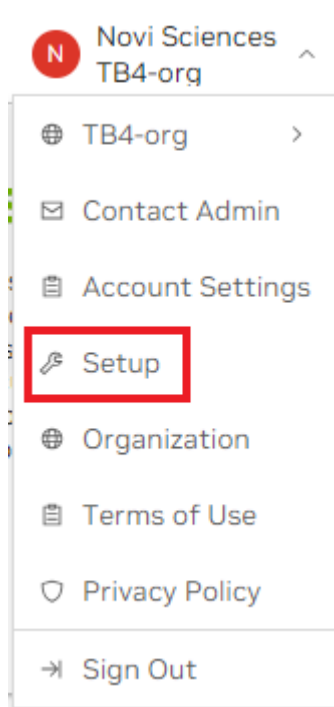 N
Novi Sciences
TB4-org
TB4-org
Contact Admin
Account Settings
Setup
Organization
Terms of Use
Privacy Policy
Sign Out